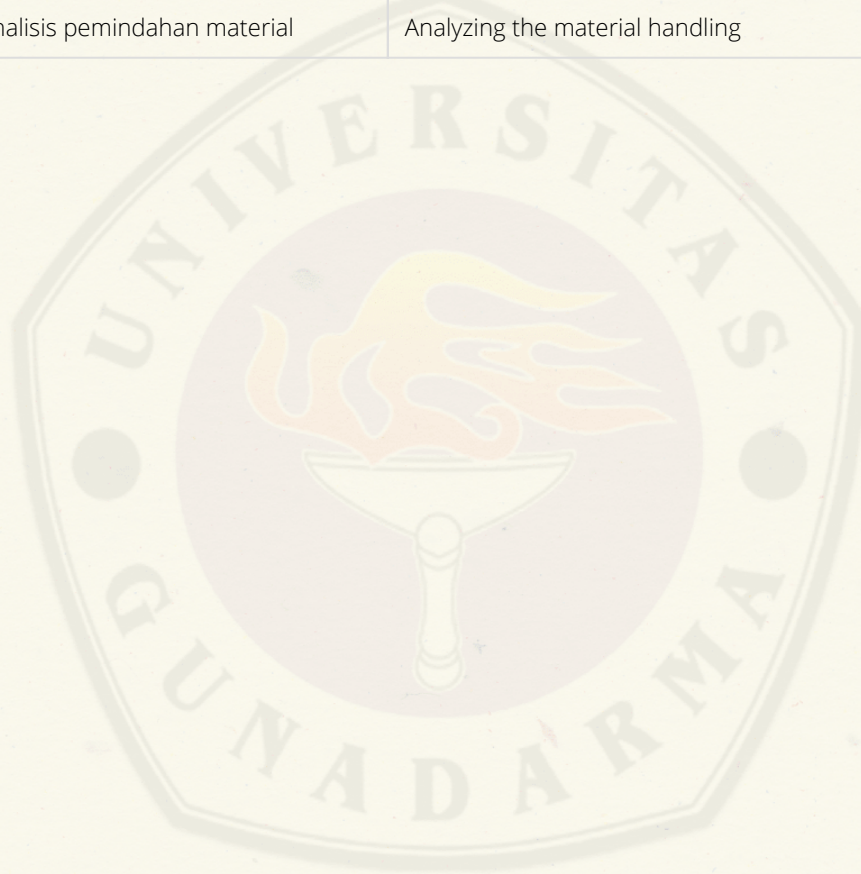 nalisis pemindahan material
Analyzing the material handling
UNIVERSITAS
GUNADARMA